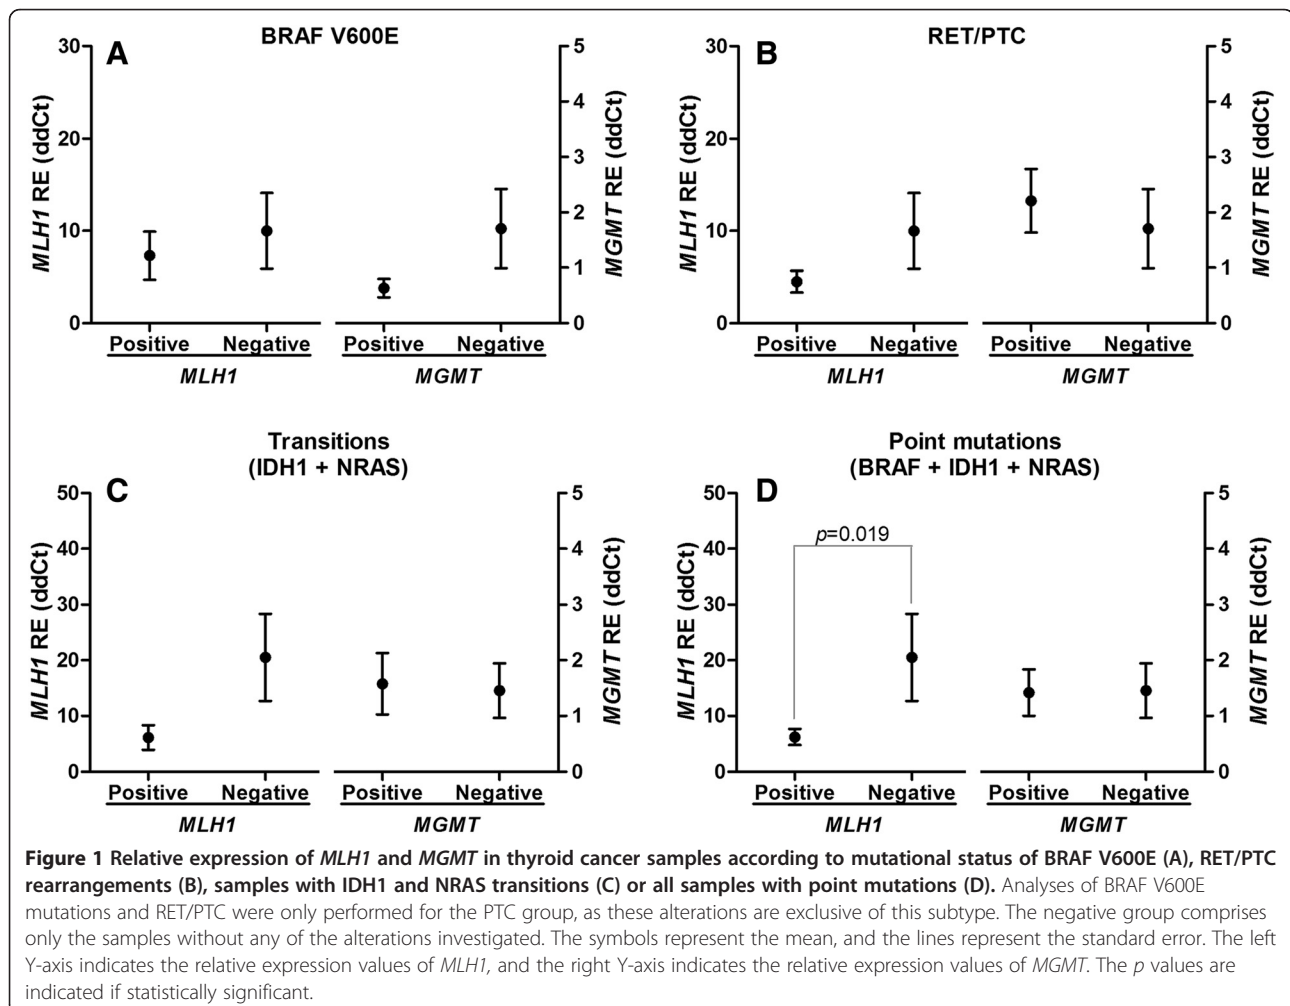 BRAF V600E
A
30
20
10
0
MLH1 RE (ddCt)
5
4
3
2
1
0
MGMT RE (ddCt)
Positive Negative Positive Negative
MLH1 MGMT
RET/PTC
B
30
20
10
0
MLH1 RE (ddCt)
5
4
3
2
1
0
MGMT RE (ddCt)
Positive Negative Positive Negative
MLH1 MGMT
Transitions
(IDH1 + NRAS)
C
50
40
30
20
10
0
MLH1 RE (ddCt)
5
4
3
2
1
0
MGMT RE (ddCt)
Positive Negative Positive Negative
MLH1 MGMT
Point mutations
(BRAF + IDH1 + NRAS)
D
50
40
30
20
10
0
MLH1 RE (ddCt)
p=0.019
5
4
3
2
1
0
MGMT RE (ddCt)
Positive Negative Positive Negative
MLH1 MGMT
Figure 1 Relative expression of MLH1 and MGMT in thyroid cancer samples according to mutational status of BRAF V600E (A), RET/PTC
rearrangements (B), samples with IDH1 and NRAS transitions (C) or all samples with point mutations (D). Analyses of BRAF V600E
mutations and RET/PTC were only performed for the PTC group, as these alterations are exclusive of this subtype. The negative group comprises
only the samples without any of the alterations investigated. The symbols represent the mean, and the lines represent the standard error. The left
Y-axis indicates the relative expression values of MLH1, and the right Y-axis indicates the relative expression values of MGMT. The p values are
indicated if statistically significant.